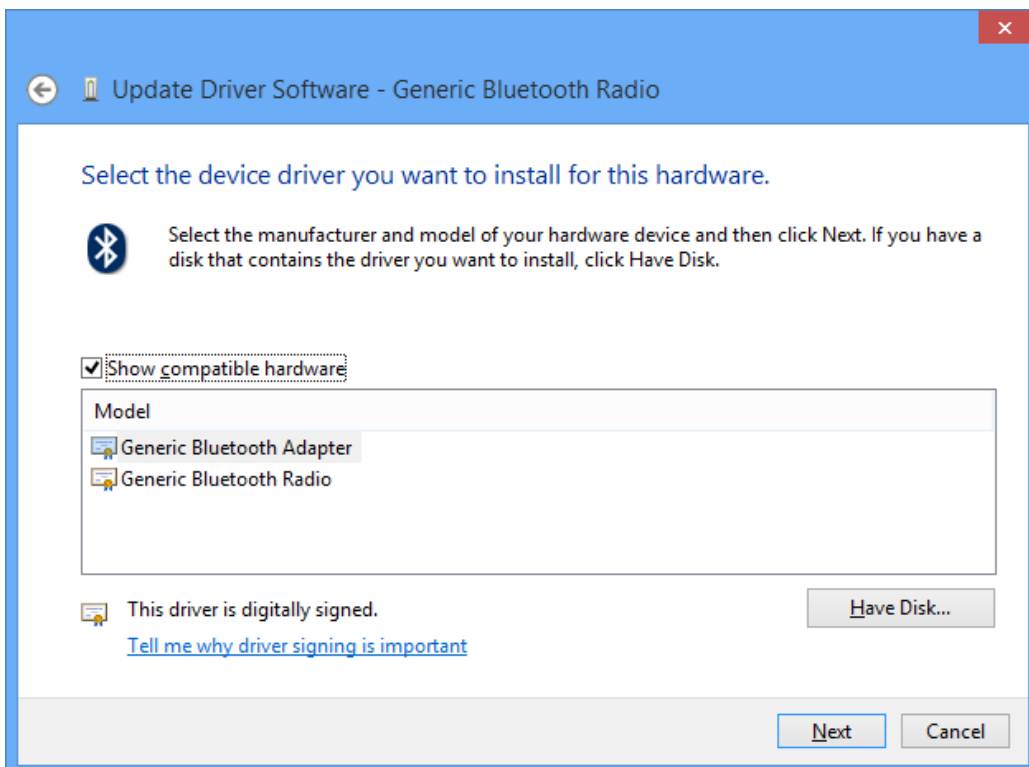 Update Driver Software - Generic Bluetooth Radio
Select the device driver you want to install for this hardware.
Select the manufacturer and model of your hardware device and then click Next. If you have a
disk that contains the driver you want to install, click Have Disk.
Show compatible hardware
Model
Generic Bluetooth Adapter
Generic Bluetooth Radio
This driver is digitally signed.
Have Disk...
Tell me why driver signing is important
Next
Cancel